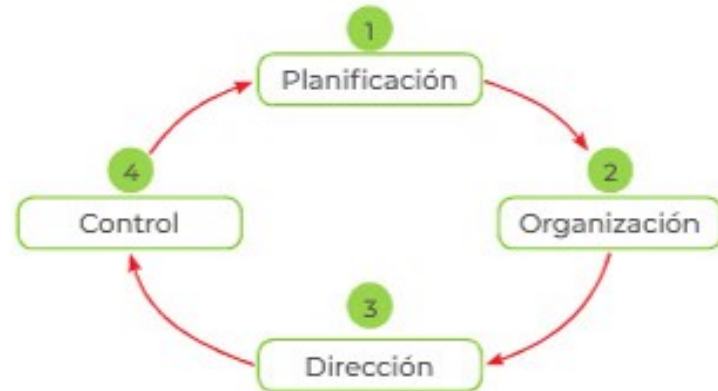 1
Planificación
2
Organización
3
Dirección
4
Control